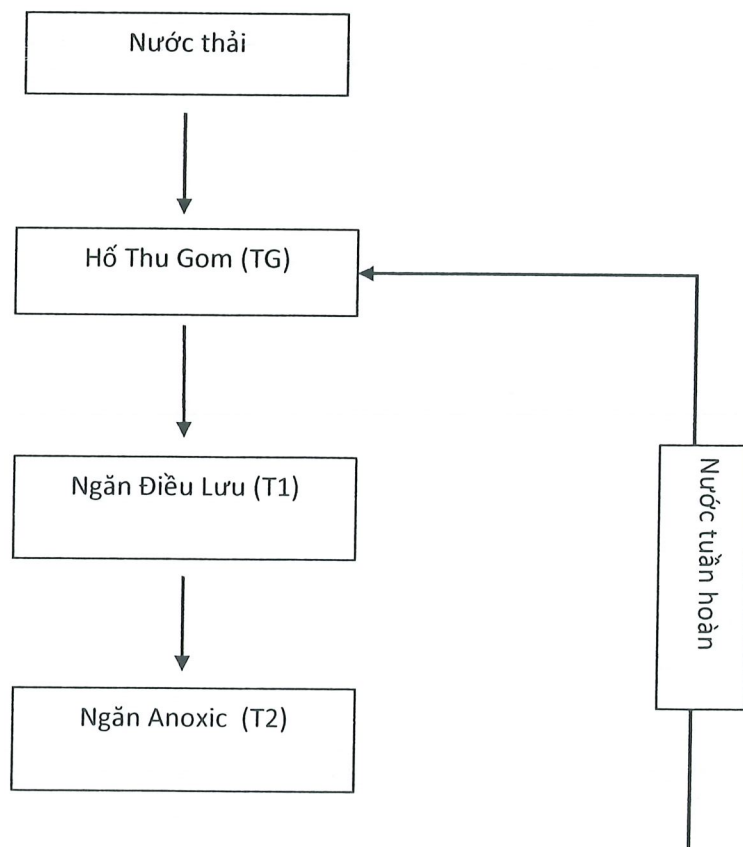 Nước thải
Hố Thu Gom (TG)
Ngăn Điều Lưu (T1)
Nước tuần hoàn
Ngăn Anoxic (T2)